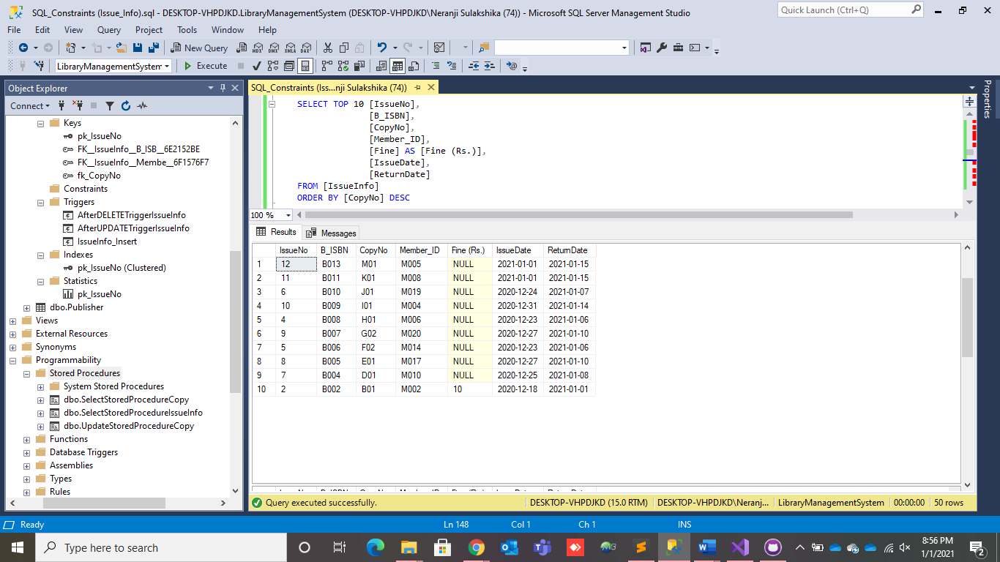 SQL_Constraints (Issue_Info).sql - DESKTOP-VHPDJKD.LibraryManagementSystem (DESKTOP-VHPDJKD\Neranji Sulakshika (74)) - Microsoft SQL Server Management Studio
Quick Launch (Ctrl+Q)
File Edit View Query Project Tools Window Help
New Query MDX DMX XMLA DAX
LibraryManagementSystem Execute
Object Explorer
Connect
Keys
pk_IssueNo
FK__IssueInfo__B_ISB__6E2152BE
FK__IssueInfo__Membe__6F1576F7
fk_CopyNo
Constraints
Triggers
AfterDELETETriggerIssueInfo
AfterUPDATETriggerIssueInfo
IssueInfo_Insert
Indexes
pk_IssueNo (Clustered)
Statistics
pk_IssueNo
dbo.Publisher
Views
External Resources
Synonyms
Programmability
Stored Procedures
System Stored Procedures
dbo.SelectStoredProcedureCopy
dbo.SelectStoredProcedureIssueInfo
dbo.UpdateStoredProcedureCopy
Functions
Database Triggers
Assemblies
Types
Rules
SQL_Constraints (Iss...nji Sulakshika (74))
SELECT TOP 10 [IssueNo],
[B_ISBN],
[CopyNo],
[Member_ID],
[Fine] AS [Fine (Rs.)],
[IssueDate],
[ReturnDate]
FROM [IssueInfo]
ORDER BY [CopyNo] DESC
100 %
Results Messages
IssueNo B_ISBN CopyNo Member_ID Fine (Rs.) IssueDate ReturnDate
1 12 B013 M01 M005 NULL 2021-01-01 2021-01-15
2 11 B011 K01 M008 NULL 2021-01-01 2021-01-15
3 6 B010 J01 M019 NULL 2020-12-24 2021-01-07
4 10 B009 I01 M004 NULL 2020-12-31 2021-01-14
5 4 B008 H01 M006 NULL 2020-12-23 2021-01-06
6 9 B007 G02 M020 NULL 2020-12-27 2021-01-10
7 5 B006 F02 M014 NULL 2020-12-23 2021-01-06
8 8 B005 E01 M017 NULL 2020-12-27 2021-01-10
9 7 B004 D01 M010 NULL 2020-12-25 2021-01-08
10 2 B002 B01 M002 10 2020-12-18 2021-01-01
Query executed successfully. DESKTOP-VHPDJKD (15.0 RTM) DESKTOP-VHPDJKD\Neranj... LibraryManagementSystem 00:00:00 50 rows
Properties
Ready Ln 148 Col 1 Ch 1 INS
Type here to search
8:56 PM
1/1/2021
2